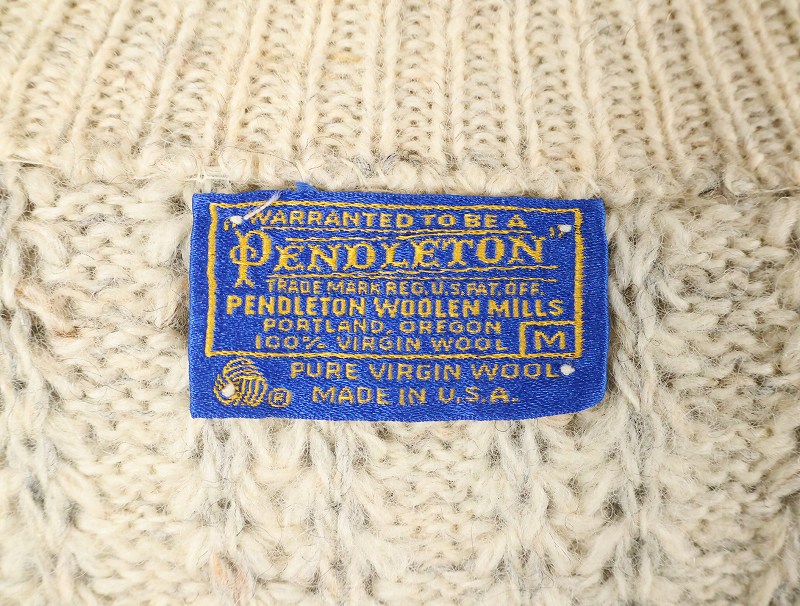 WARRANTED TO BE A
"PENDLETON"
TRADE MARK REG. U.S. PAT. OFF.
PENDLETON WOOLEN MILLS
PORTLAND, OREGON
100% VIRGIN WOOL M
PURE VIRGIN WOOL
® MADE IN U.S.A.